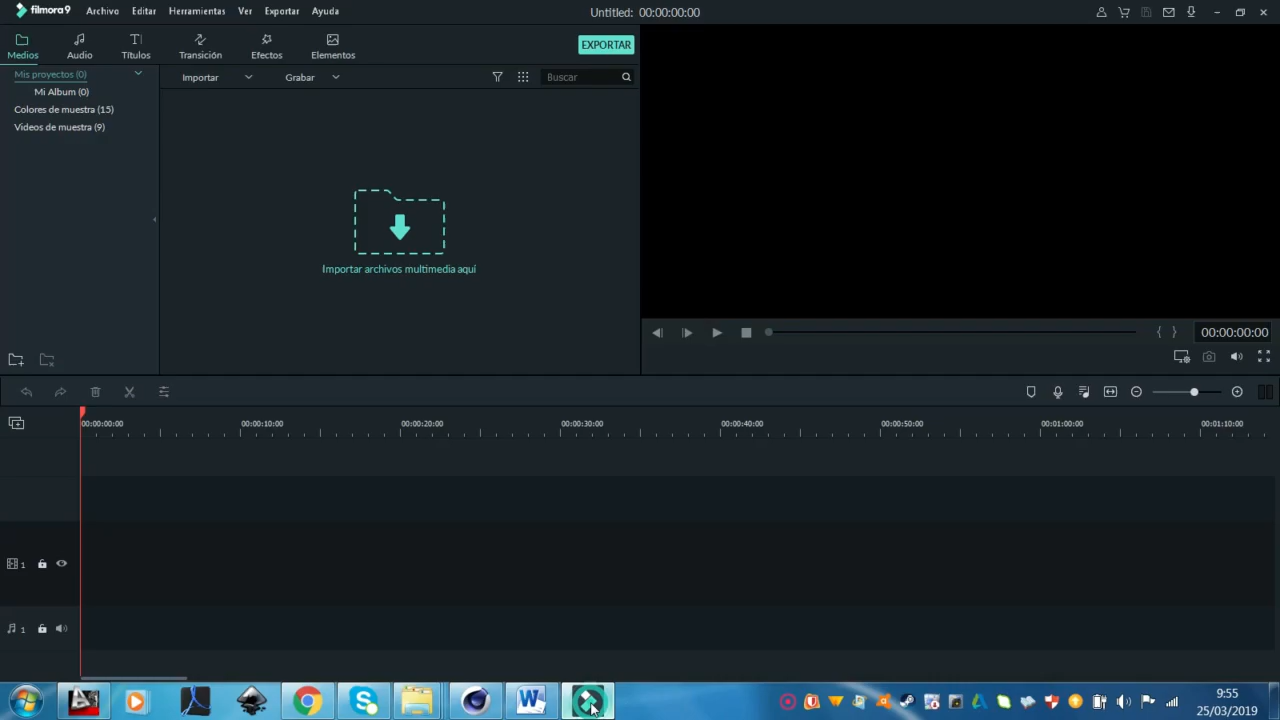 filmora9 Archivo Editar Herramientas Ver Exportar Ayuda Untitled: 00:00:00:00
Medios Audio Títulos Transición Efectos Elementos EXPORTAR
Mis proyectos (0) Importar Grabar Buscar
Mi Album (0)
Colores de muestra (15)
Videos de muestra (9)
Importar archivos multimedia aquí
{ } 00:00:00:00
00:00:00:00 00:00:10:00 00:00:20:00 00:00:30:00 00:00:40:00 00:00:50:00 00:01:00:00 00:01:10:00
1
1
9:55
25/03/2019